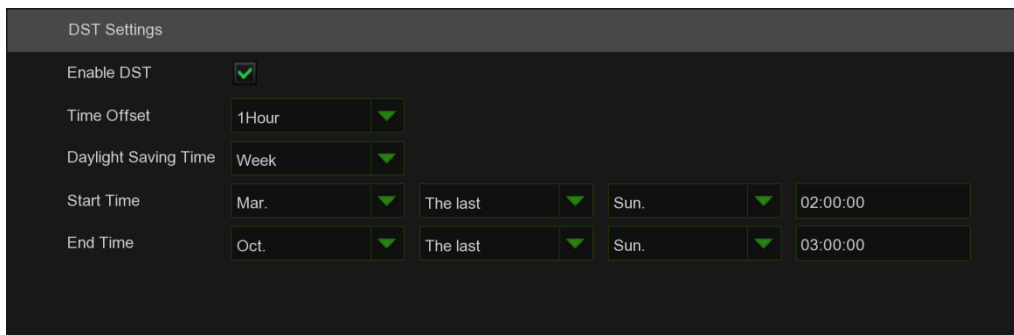 DST Settings
Enable DST
Time Offset 1Hour
Daylight Saving Time Week
Start Time Mar. The last Sun. 02:00:00
End Time Oct. The last Sun. 03:00:00